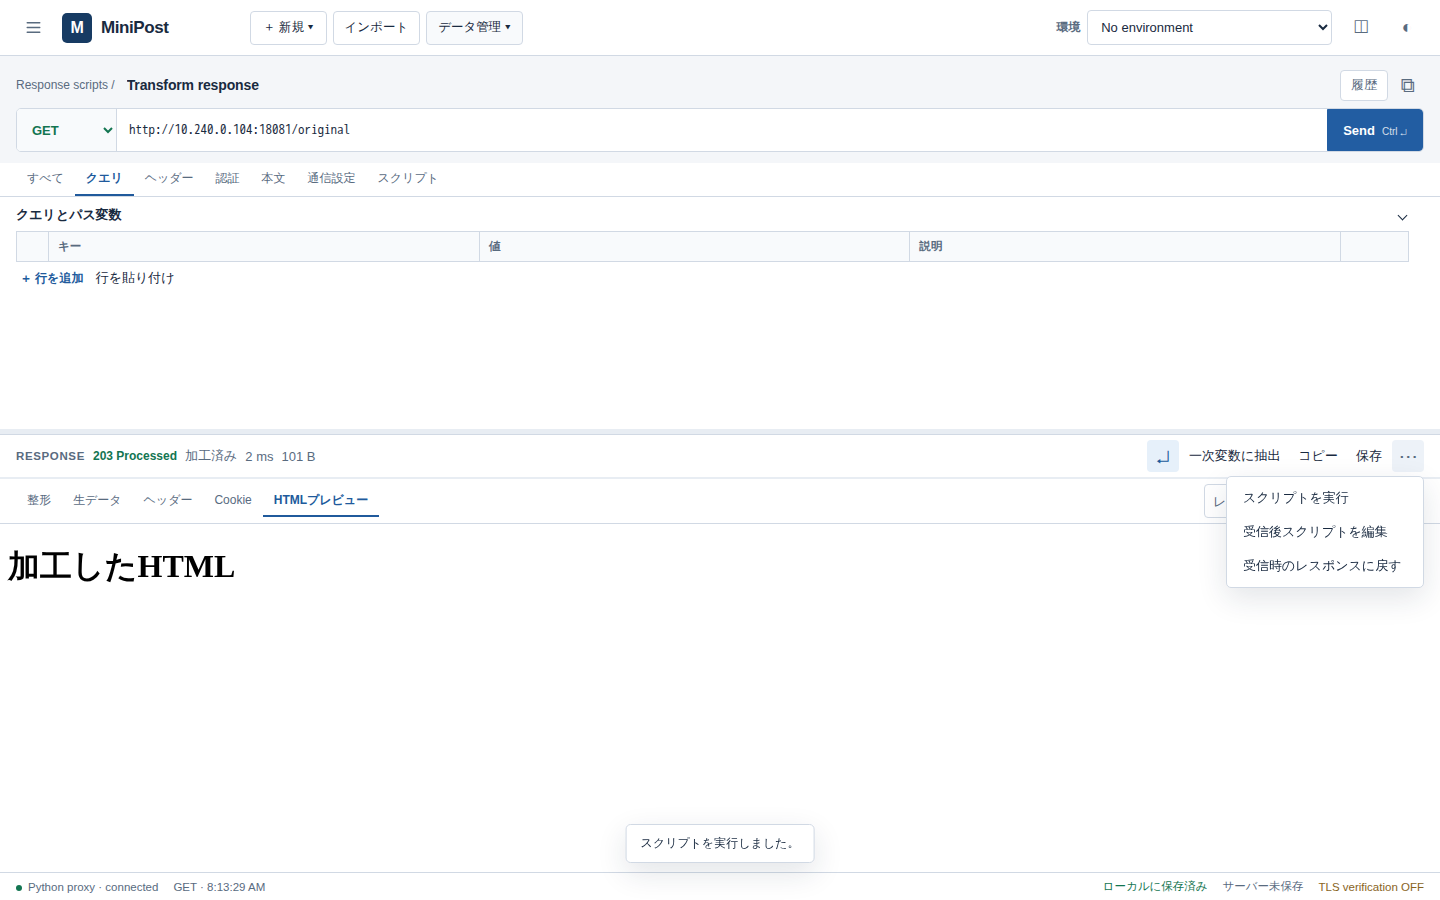 M MiniPost ＋ 新規 ▾ インポート データ管理 ▾ 環境 No environment
Response scripts / Transform response 履歴
GET http://10.240.0.104:18081/original Send Ctrl ↵
すべて クエリ ヘッダー 認証 本文 通信設定 スクリプト
クエリとパス変数
キー 値 説明
+ 行を追加 行を貼り付け
RESPONSE 203 Processed 加工済み 2 ms 101 B 一次変数に抽出 コピー 保存 ···
整形 生データ ヘッダー Cookie HTMLプレビュー レ
スクリプトを実行
受信後スクリプトを編集
受信時のレスポンスに戻す
加工したHTML
スクリプトを実行しました。
Python proxy · connected GET · 8:13:29 AM ローカルに保存済み サーバー未保存 TLS verification OFF